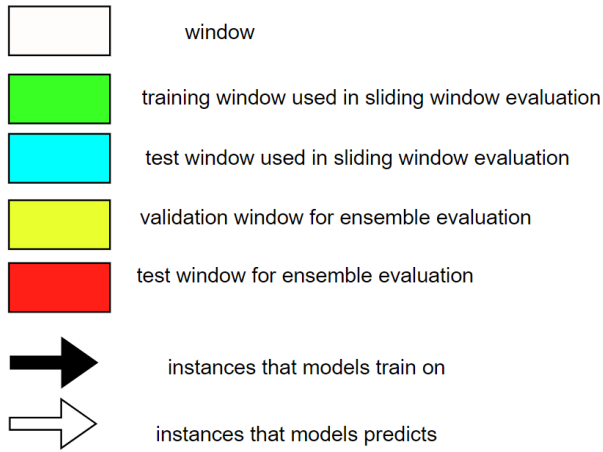 window
training window used in sliding window evaluation
test window used in sliding window evaluation
validation window for ensemble evaluation
test window for ensemble evaluation
instances that models train on
instances that models predicts